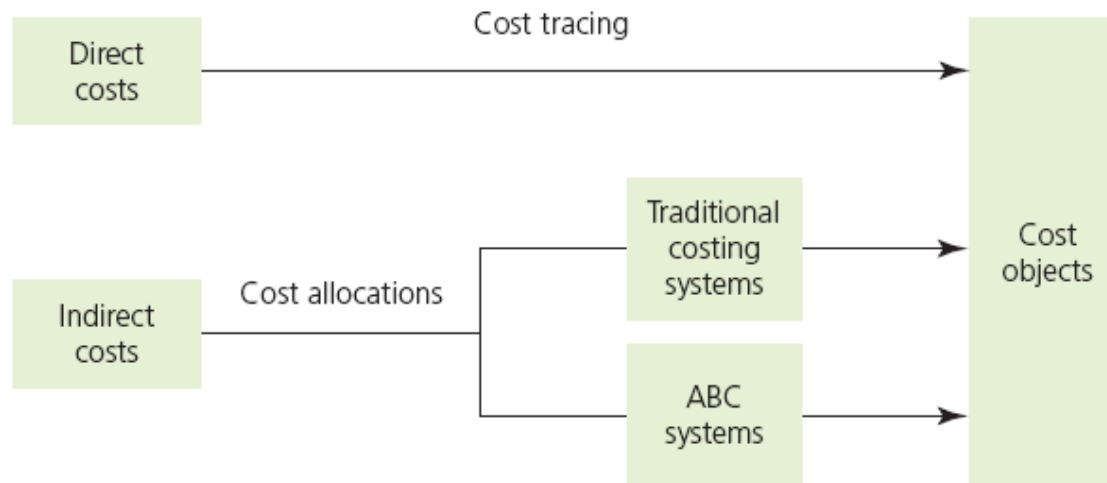 Cost tracing
Direct
costs
Traditional
costing
systems
Cost
objects
Cost allocations
Indirect
costs
ABC
systems